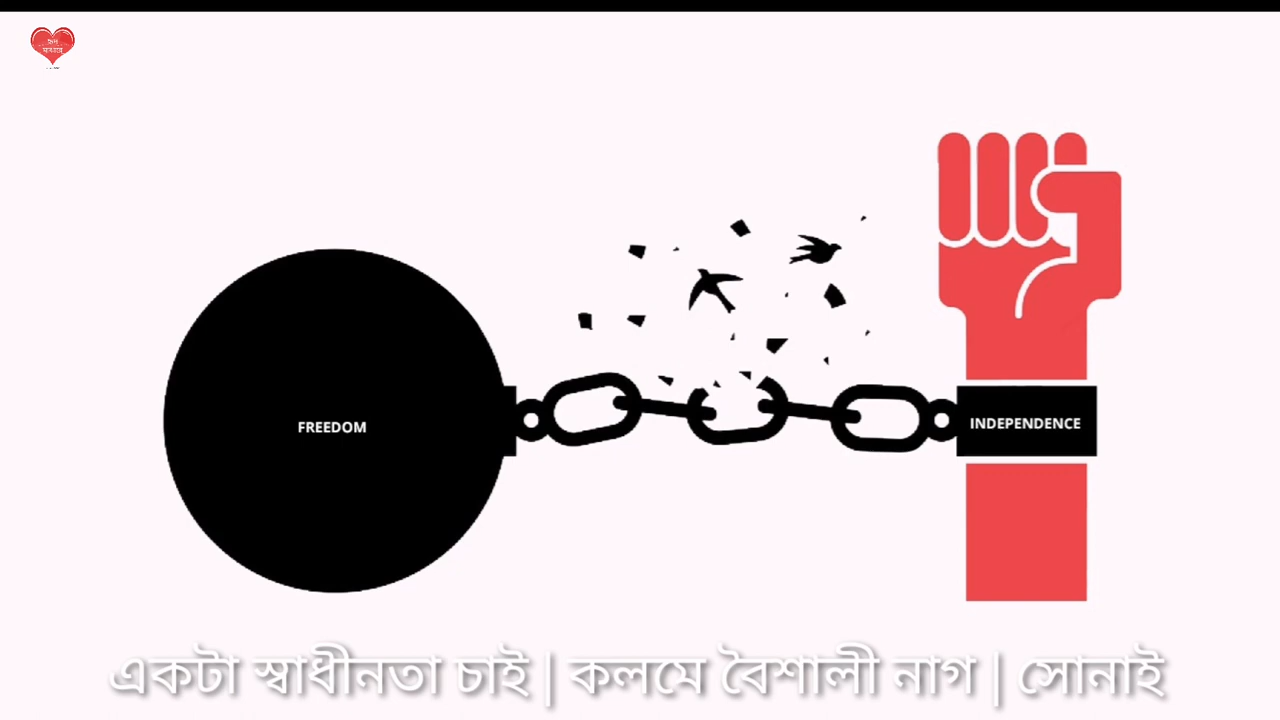 FREEDOM
INDEPENDENCE
একটা স্বাধীনতা চাই | কলমে বৈশালী নাগ | সোনাই